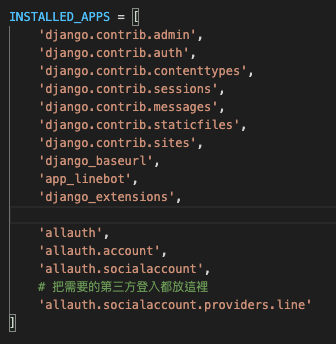 INSTALLED_APPS = [
    'django.contrib.admin',
    'django.contrib.auth',
    'django.contrib.contenttypes',
    'django.contrib.sessions',
    'django.contrib.messages',
    'django.contrib.staticfiles',
    'django.contrib.sites',
    'django_baseurl',
    'app_linebot',
    'django_extensions',
    'allauth',
    'allauth.account',
    'allauth.socialaccount',
    # 把需要的第三方登入都放這裡
    'allauth.socialaccount.providers.line'
]